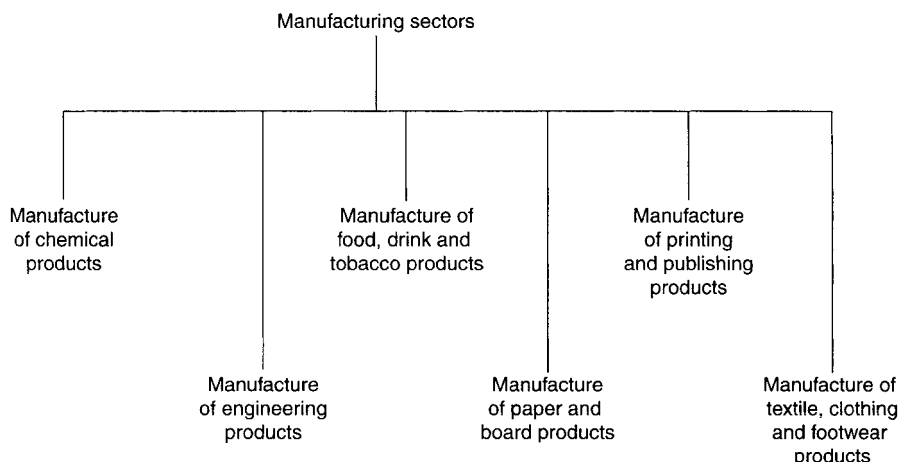 Manufacturing sectors
Manufacture
of chemical
products
Manufacture of
food, drink and
tobacco products
Manufacture
of printing
and publishing
products
Manufacture
of engineering
products
Manufacture
of paper and
board products
Manufacture of
textile, clothing
and footwear
products